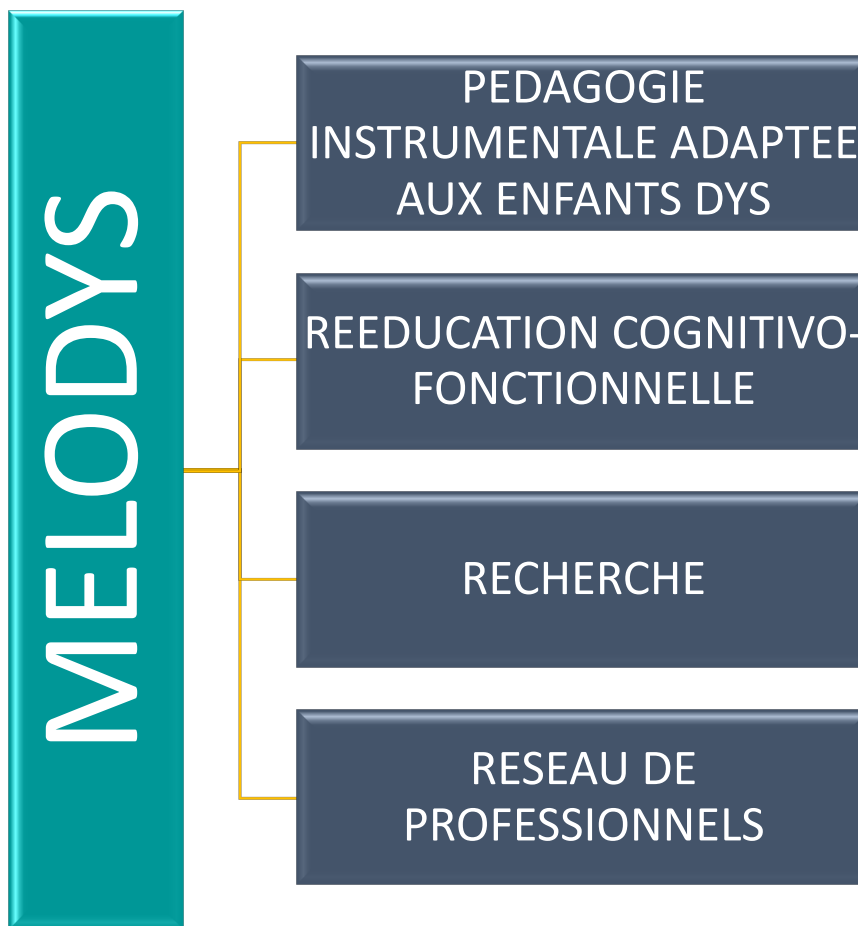 MELODYS
PEDAGOGIE
INSTRUMENTALE ADAPTEE
AUX ENFANTS DYS
REEDUCATION COGNITIVO-
FONCTIONNELLE
RECHERCHE
RESEAU DE
PROFESSIONNELS